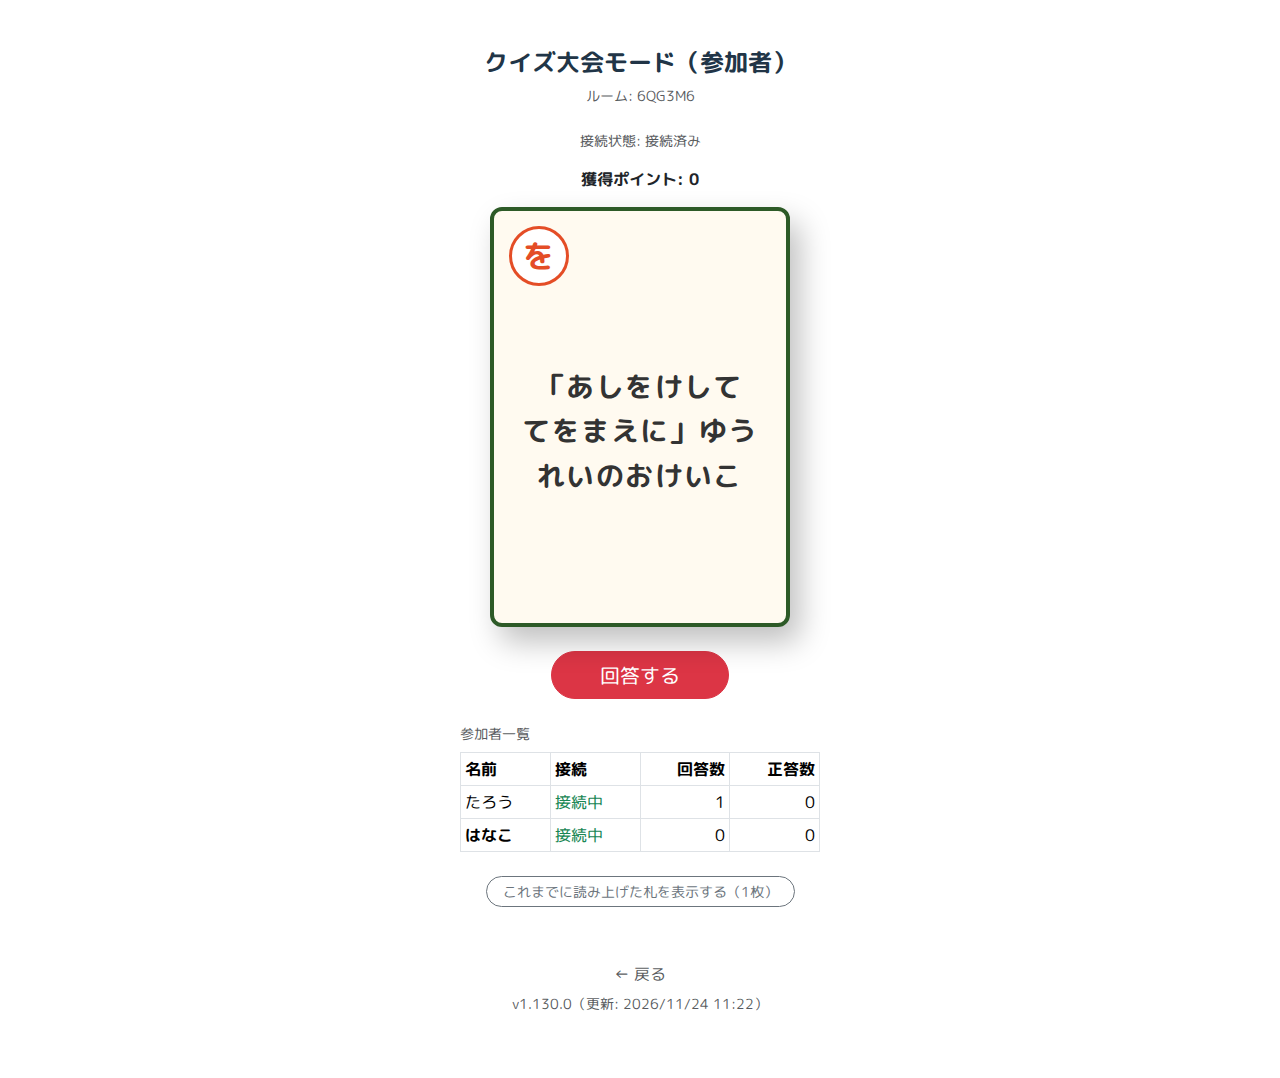 クイズ大会モード（参加者）
ルーム: 6QG3M6
接続状態: 接続済み
獲得ポイント: 0
を
「あしをけして
てをまえに」ゆう
れいのおけいこ
回答する
参加者一覧
名前 接続 回答数 正答数
たろう 接続中 1 0
はなこ 接続中 0 0
これまでに読み上げた札を表示する（1枚）
← 戻る
v1.130.0（更新: 2026/11/24 11:22）